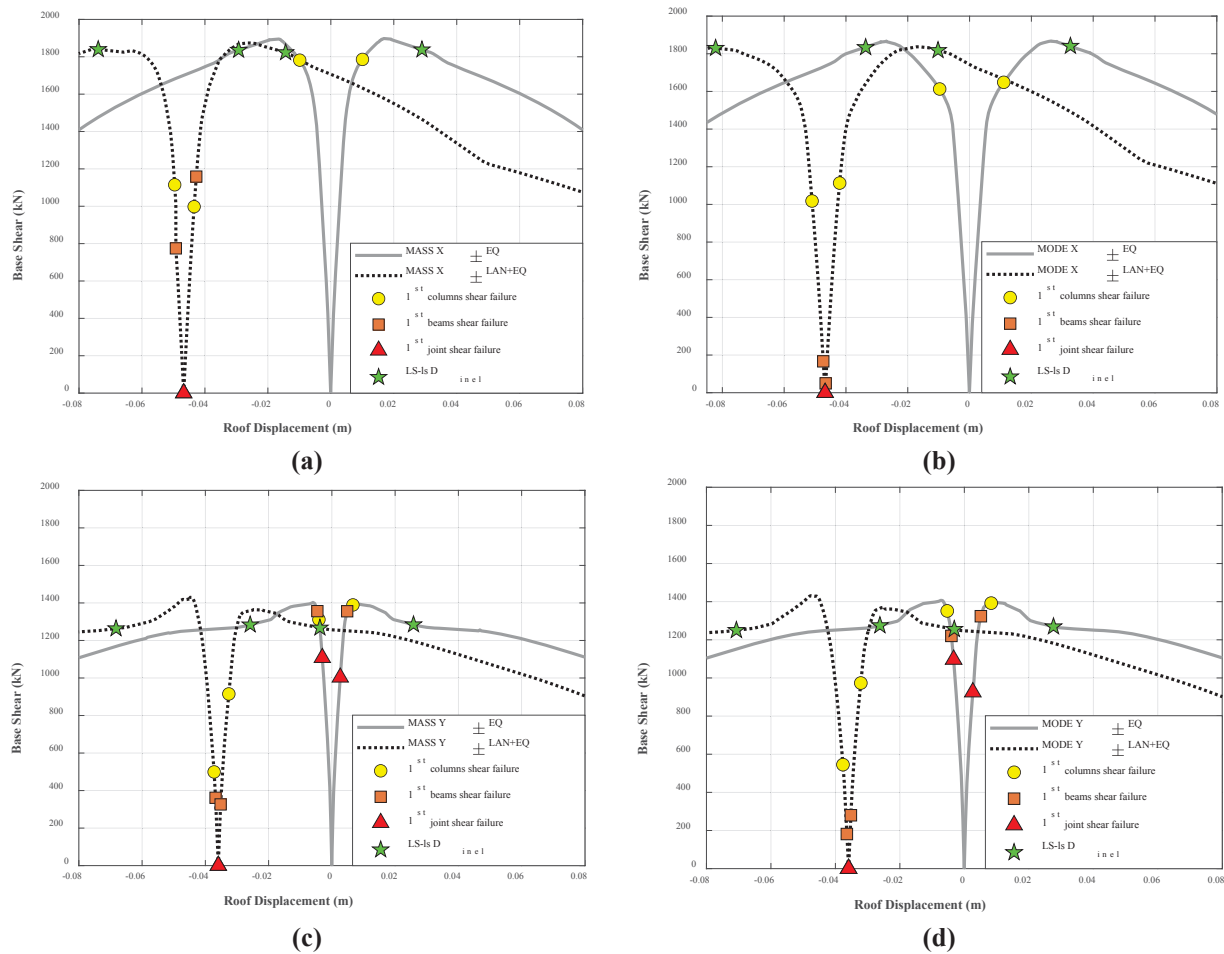 2000
1800
1600
1400
1200
1000
800
600
400
200
0
Base Shear (kN)
-0.08 -0.06 -0.04 -0.02 0 0.02 0.04 0.06 0.08
Roof Displacement (m)
MASS X ± EQ
MASS X ± LAN+EQ
1st columns shear failure
1st beams shear failure
1st joint shear failure
LS-ls D inel
(a)
2000
1800
1600
1400
1200
1000
800
600
400
200
0
Base Shear (kN)
-0.08 -0.06 -0.04 -0.02 0 0.02 0.04 0.06 0.08
Roof Displacement (m)
MODE X ± EQ
MODE X ± LAN+EQ
1st columns shear failure
1st beams shear failure
1st joint shear failure
LS-ls D inel
(b)
2000
1800
1600
1400
1200
1000
800
600
400
200
0
Base Shear (kN)
-0.08 -0.06 -0.04 -0.02 0 0.02 0.04 0.06 0.08
Roof Displacement (m)
MASS Y ± EQ
MASS Y ± LAN+EQ
1st columns shear failure
1st beams shear failure
1st joint shear failure
LS-ls D inel
(c)
2000
1800
1600
1400
1200
1000
800
600
400
200
0
Base Shear (kN)
-0.08 -0.06 -0.04 -0.02 0 0.02 0.04 0.06 0.08
Roof Displacement (m)
MODE Y ± EQ
MODE Y ± LAN+EQ
1st columns shear failure
1st beams shear failure
1st joint shear failure
LS-ls D inel
(d)